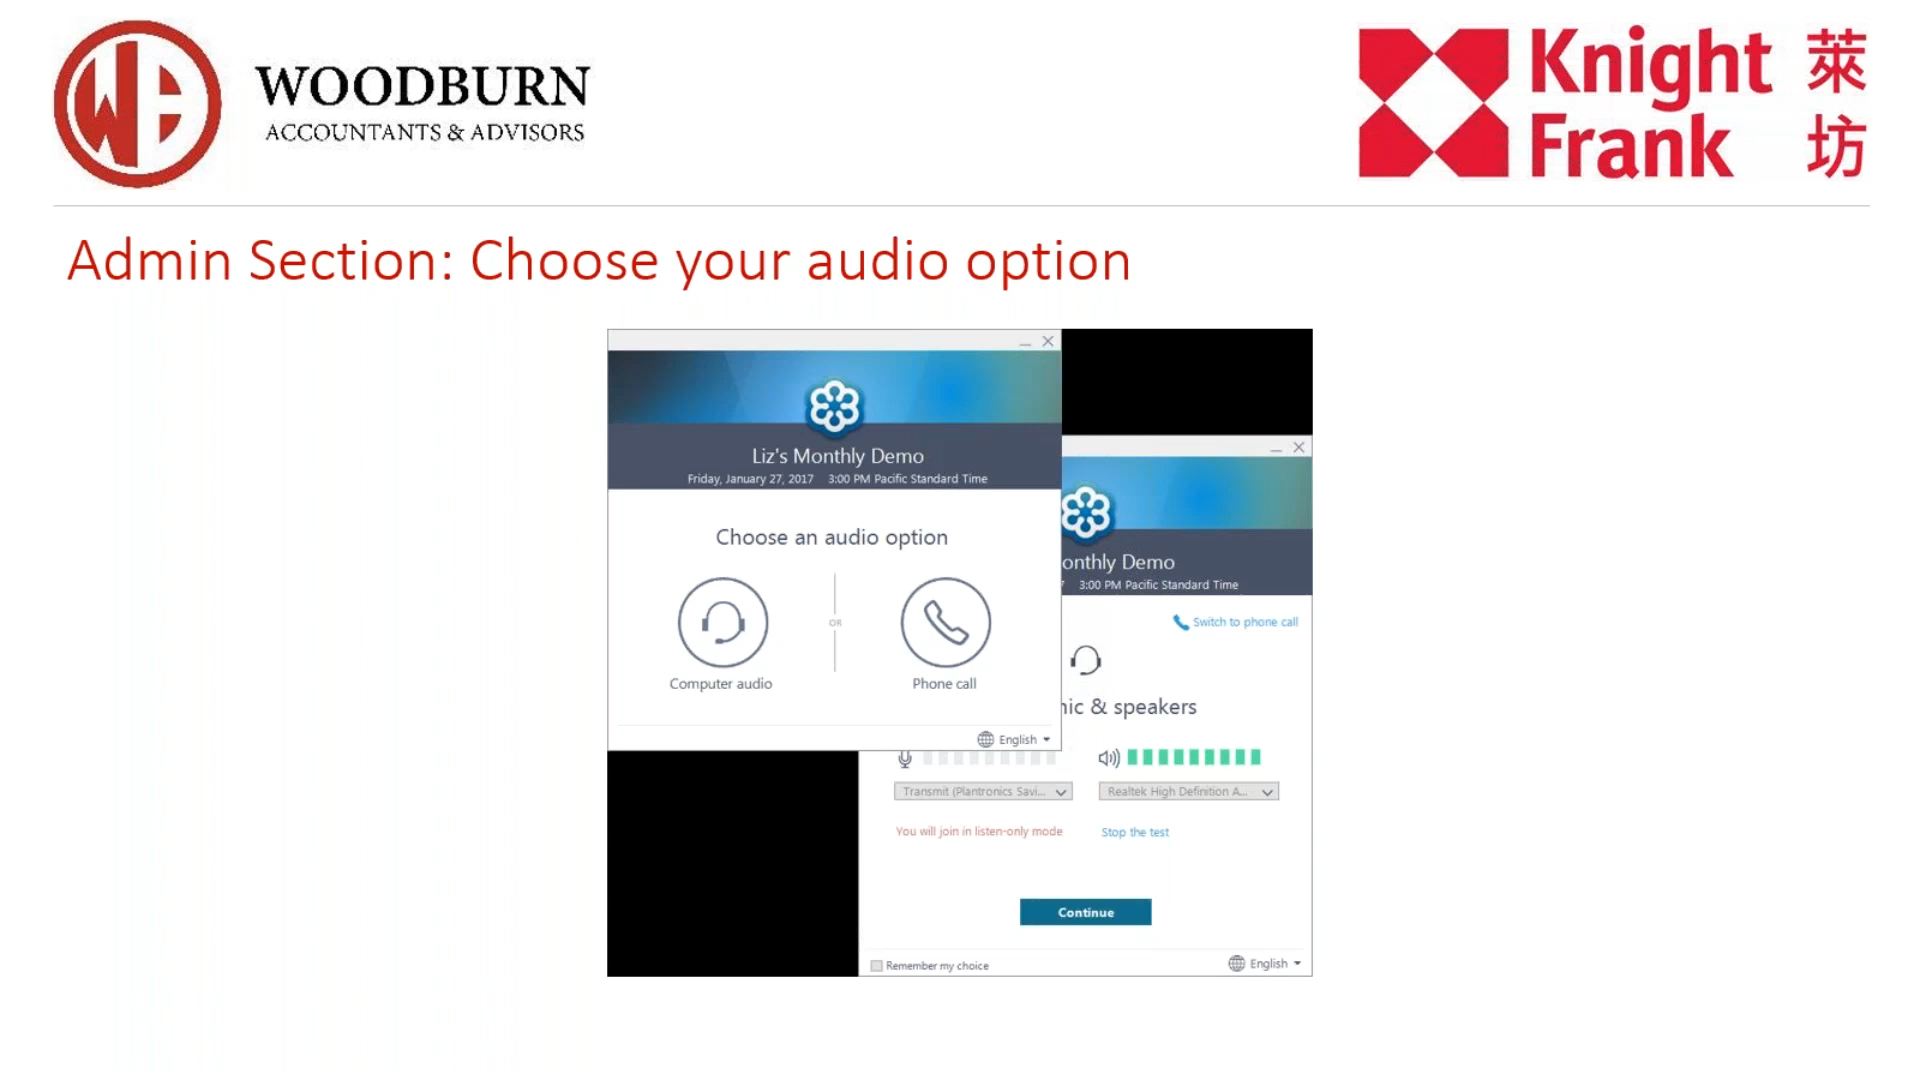 WOODBURN
ACCOUNTANTS & ADVISORS
Knight
Frank
萊
坊
Admin Section: Choose your audio option
Liz's Monthly Demo
Friday, January 27, 2017 3:00 PM Pacific Standard Time
Choose an audio option
OR
Computer audio
Phone call
English
onthly Demo
3:00 PM Pacific Standard Time
Switch to phone call
& speakers
Transmit (Plantronics Savi...
Realtek High Definition A...
You will join in listen-only mode
Stop the test
Continue
Remember my choice
English